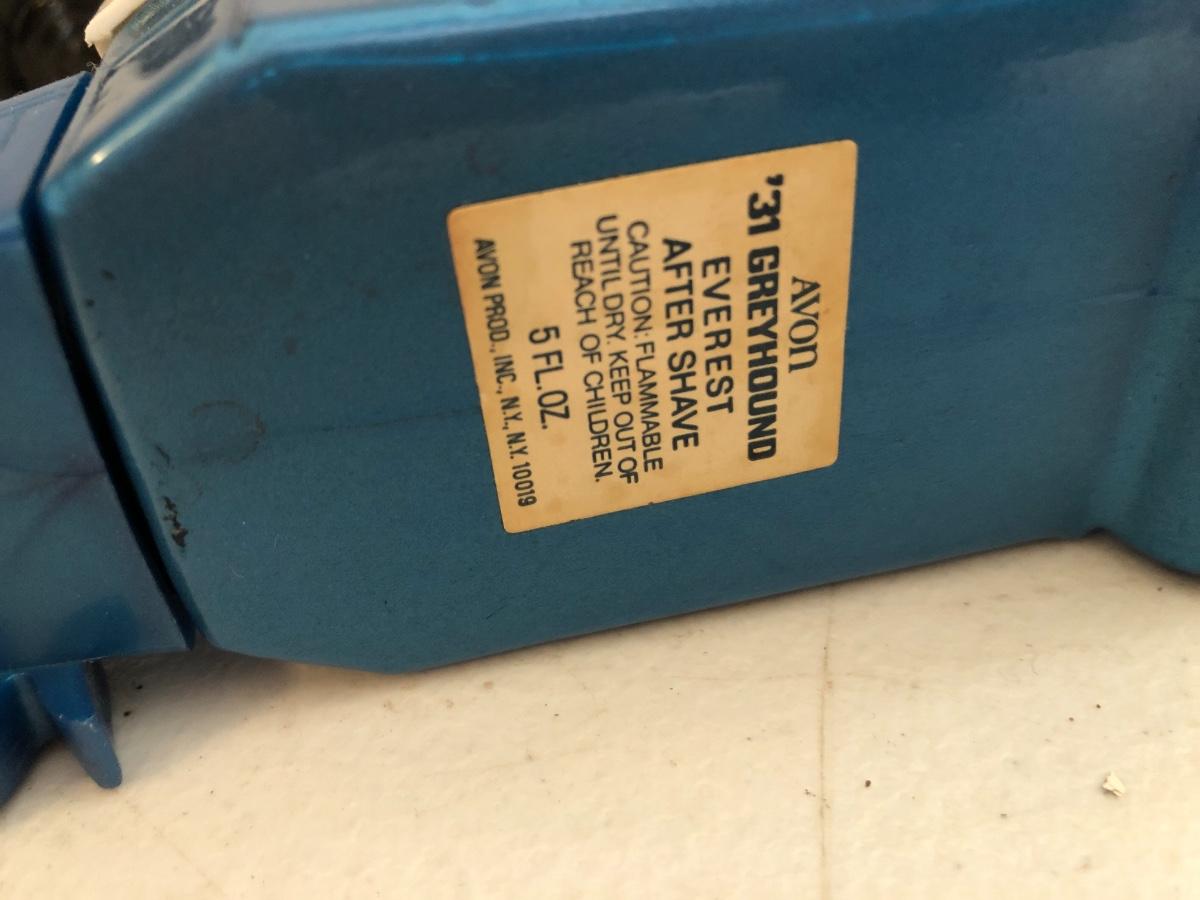 AVON
'31 GREYHOUND
EVEREST
AFTER SHAVE
CAUTION: FLAMMABLE
UNTIL DRY. KEEP OUT OF
REACH OF CHILDREN.
5 FL. OZ.
AVON PROD., INC., N.Y., N.Y. 10019